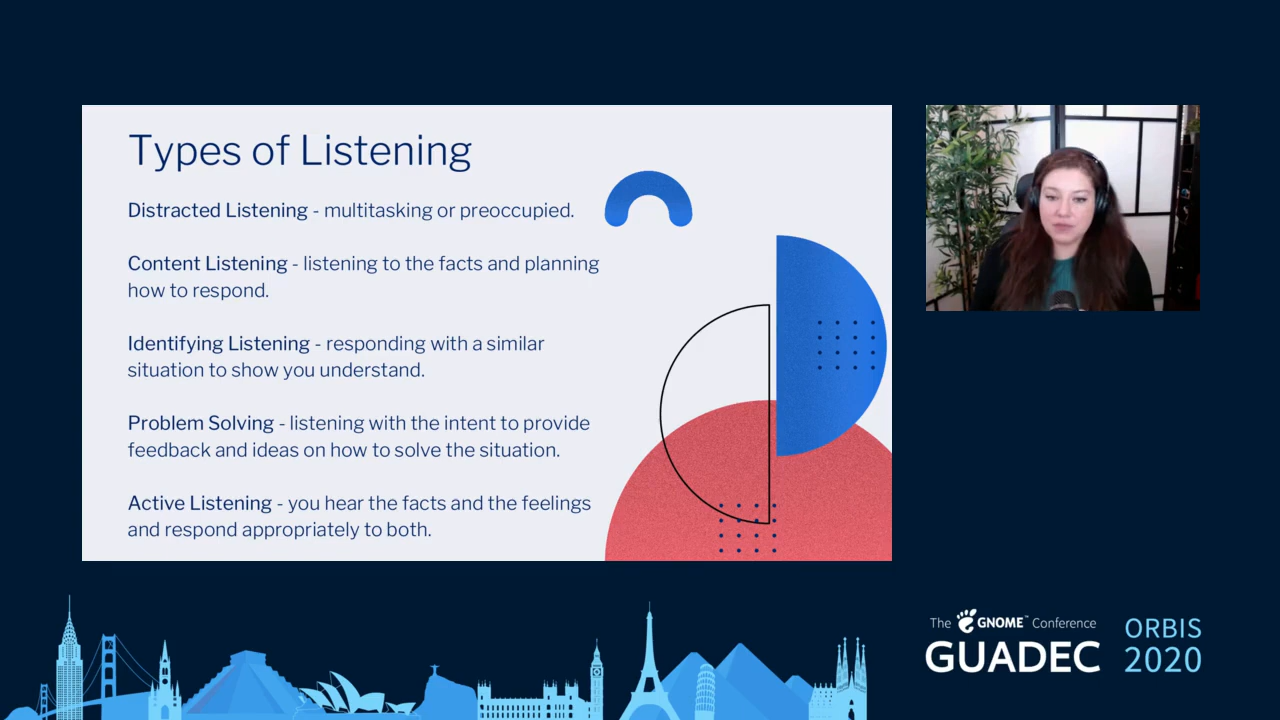 Types of Listening
Distracted Listening - multitasking or preoccupied.
Content Listening - listening to the facts and planning
how to respond.
Identifying Listening - responding with a similar
situation to show you understand.
Problem Solving - listening with the intent to provide
feedback and ideas on how to solve the situation.
Active Listening - you hear the facts and the feelings
and respond appropriately to both.
The GNOME™ Conference
GUADEC
ORBIS
2020